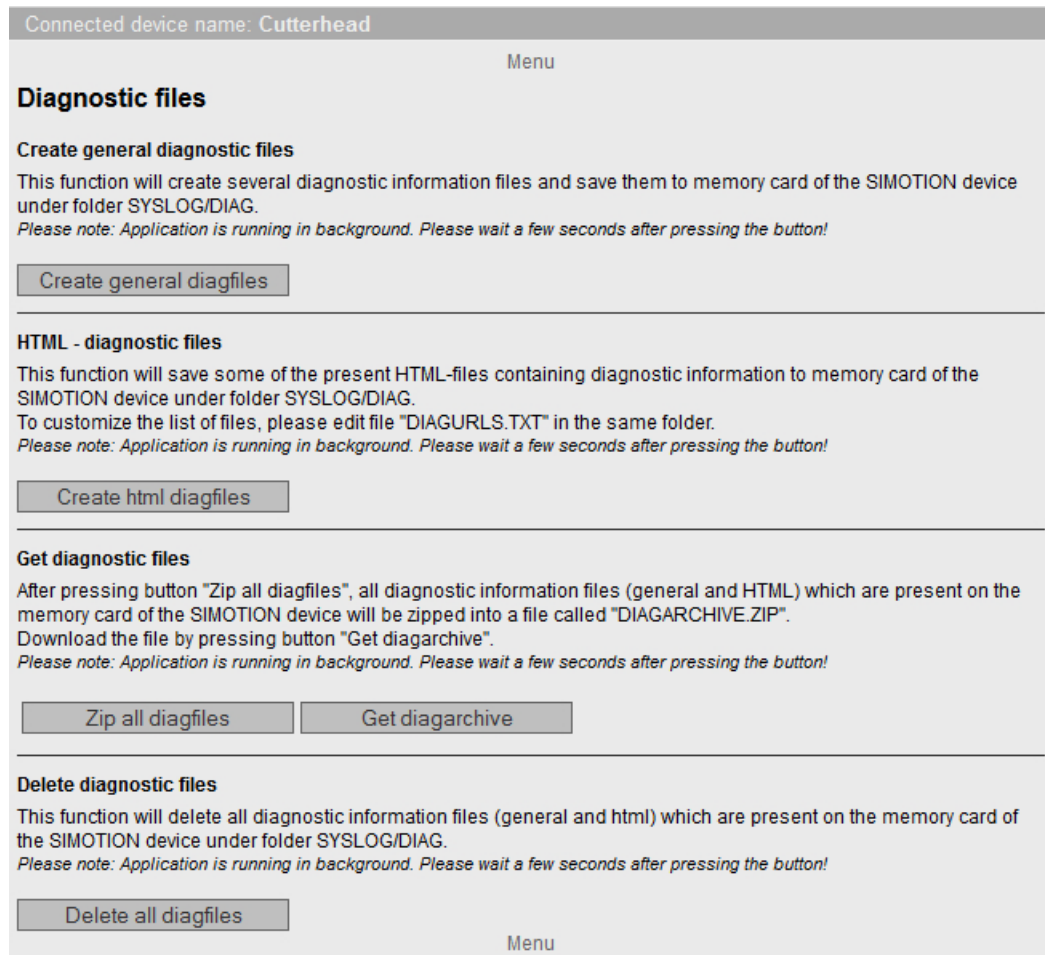 Connected device name: Cutterhead
Menu
Diagnostic files
Create general diagnostic files
This function will create several diagnostic information files and save them to memory card of the SIMOTION device
under folder SYSLOG/DIAG.
Please note: Application is running in background. Please wait a few seconds after pressing the button!
Create general diagfiles
HTML - diagnostic files
This function will save some of the present HTML-files containing diagnostic information to memory card of the
SIMOTION device under folder SYSLOG/DIAG.
To customize the list of files, please edit file "DIAGURLS.TXT" in the same folder.
Please note: Application is running in background. Please wait a few seconds after pressing the button!
Create html diagfiles
Get diagnostic files
After pressing button "Zip all diagfiles", all diagnostic information files (general and HTML) which are present on the
memory card of the SIMOTION device will be zipped into a file called "DIAGARCHIVE.ZIP".
Download the file by pressing button "Get diagarchive".
Please note: Application is running in background. Please wait a few seconds after pressing the button!
Zip all diagfiles Get diagarchive
Delete diagnostic files
This function will delete all diagnostic information files (general and html) which are present on the memory card of
the SIMOTION device under folder SYSLOG/DIAG.
Please note: Application is running in background. Please wait a few seconds after pressing the button!
Delete all diagfiles
Menu